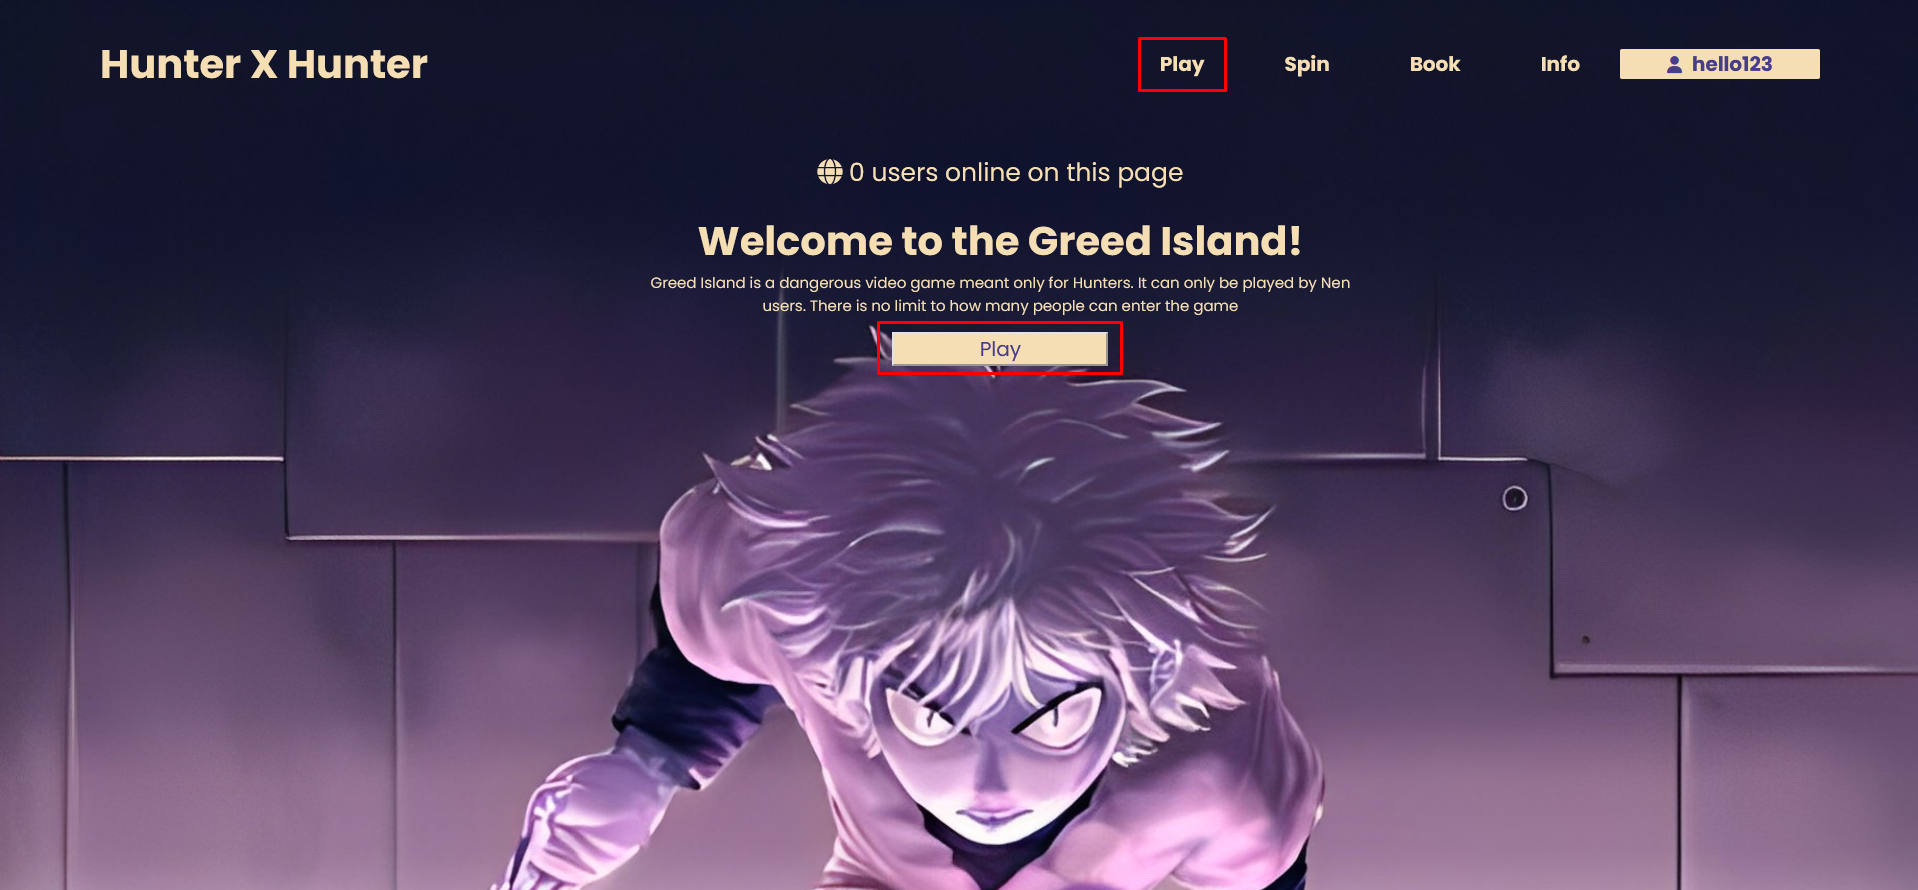 Hunter X Hunter
Play
Spin
Book
Info
hello123
0 users online on this page
Welcome to the Greed Island!
Greed Island is a dangerous video game meant only for Hunters. It can only be played by Nen
users. There is no limit to how many people can enter the game
Play